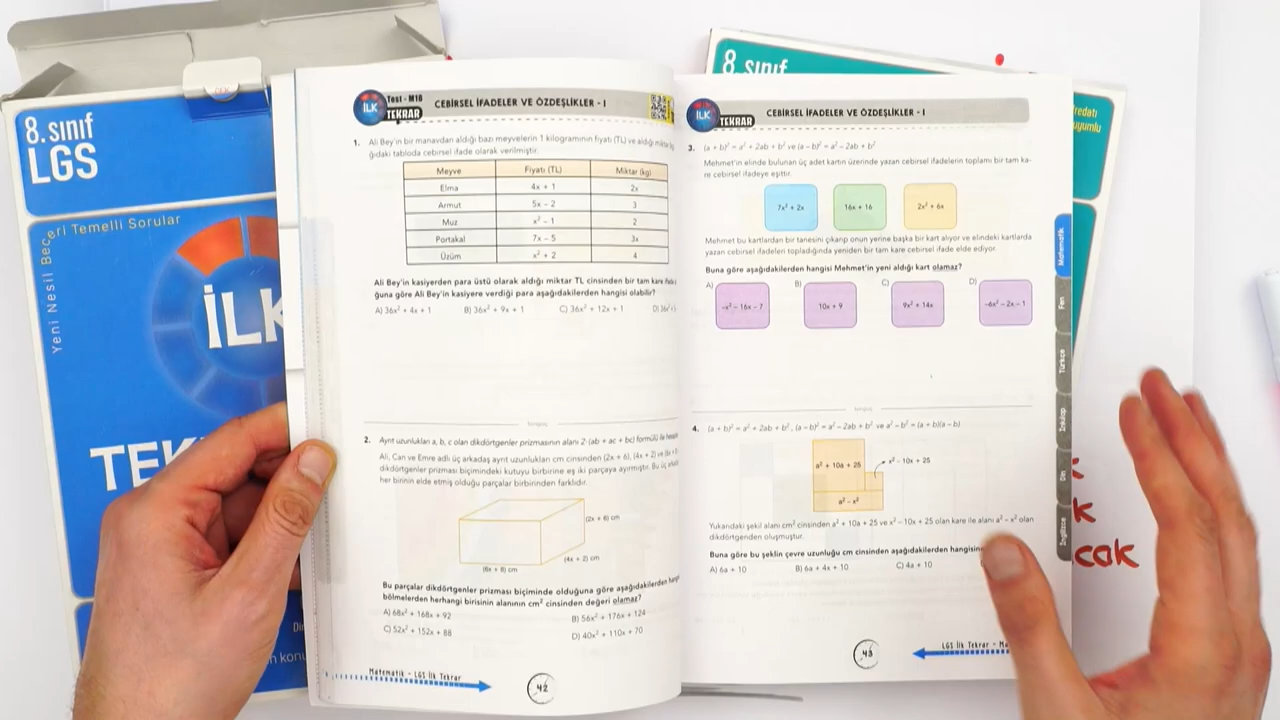 8.sınıf
LGS
Yeni Nesil Beceri Temelli Sorular
İLK
8. sınıf
Test - M18
İLK
TEKRAR
CEBİRSEL İFADELER VE ÖZDEŞLİKLER - I
1. Ali Bey'in bir manavdan aldığı bazı meyvelerin 1 kilogramının fiyatı (TL) ve aldığı
ğıdaki tabloda cebirsel ifade olarak verilmiştir.
Meyve Fiyatı (TL) Miktar (kg)
Elma 4x + 1 2x
Armut 5x - 2 3
Muz x² - 1 2
Portakal 7x - 5 3x
Üzüm x² + 2 4
Ali Bey'in kasiyerden para üstü olarak aldığı miktar TL cinsinden bir tam kare
ğuna göre Ali Bey'in kasiyere verdiği para aşağıdakilerden hangisi olabilir?
A) 36x² + 4x + 1 B) 36x² + 9x + 1 C) 36x² + 12x + 1 D)
2. Ayrıt uzunlukları a, b, c olan dikdörtgenler prizmasının alanı 2·(ab + ac + bc) formülü ile
Ali, Can ve Emre adlı üç arkadaş ayrıt uzunlukları cm cinsinden (2x + 6), (4x + 2) ve
dikdörtgenler prizması biçimindeki kutuyu birbirine eş iki parçaya ayırmıştır. Bu
her birinin elde etmiş olduğu parçalar birbirinden farklıdır.
(2x + 6) cm
(4x + 2) cm
(6x + 8) cm
Bu parçalar dikdörtgenler prizması biçiminde olduğuna göre aşağıdakilerden
bölmelerden herhangi birisinin alanının cm² cinsinden değeri olamaz?
A) 68x² + 168x + 92 B) 56x² + 176x + 124
C) 52x² + 152x + 88 D) 40x² + 110x + 70
Matematik - LGS İlk Tekrar
42
İLK
TEKRAR
CEBİRSEL İFADELER VE ÖZDEŞLİKLER - I
3. (a + b)² = a² + 2ab + b² ve (a - b)² = a² - 2ab + b²
Mehmet'in elinde bulunan üç adet kartın üzerinde yazan cebirsel ifadelerin toplamı bir tam ka-
re cebirsel ifadeye eşittir.
7x² + 2x 16x + 16 2x² + 6x
Mehmet bu kartlardan bir tanesini çıkarıp onun yerine başka bir kart alıyor ve elindeki kartlarda
yazan cebirsel ifadeleri topladığında yeniden bir tam kare cebirsel ifade elde ediyor.
Buna göre aşağıdakilerden hangisi Mehmet'in yeni aldığı kart olamaz?
A) B) C) D)
-x² - 16x - 7 10x + 9 9x² + 14x -6x² - 2x - 1
4. (a + b)² = a² + 2ab + b², (a - b)² = a² - 2ab + b² ve a² - b² = (a + b)(a - b)
a² + 10a + 25
x² - 10x + 25
a² - x²
Yukarıdaki şekil alanı cm² cinsinden a² + 10a + 25 ve x² - 10x + 25 olan kare ile alanı a² - x² olan
dikdörtgenden oluşmuştur.
Buna göre bu şeklin çevre uzunluğu cm cinsinden aşağıdakilerden
A) 6a + 10 B) 6a + 4x + 10 C) 4a + 10
43
LGS İlk Tekrar -
Matematik
Fen
Türkçe
İnkılap
Din
İngilizce
uyumlu